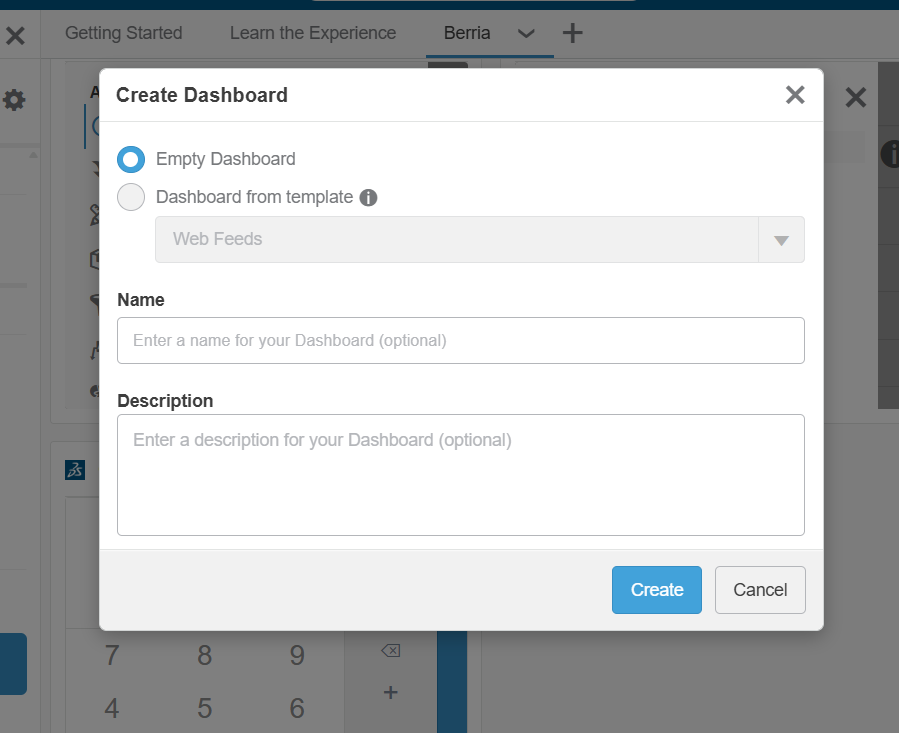 Getting Started Learn the Experience Berria
Create Dashboard
Empty Dashboard
Dashboard from template
Web Feeds
Name
Enter a name for your Dashboard (optional)
Description
Enter a description for your Dashboard (optional)
Create Cancel
7 8 9
4 5 6 +